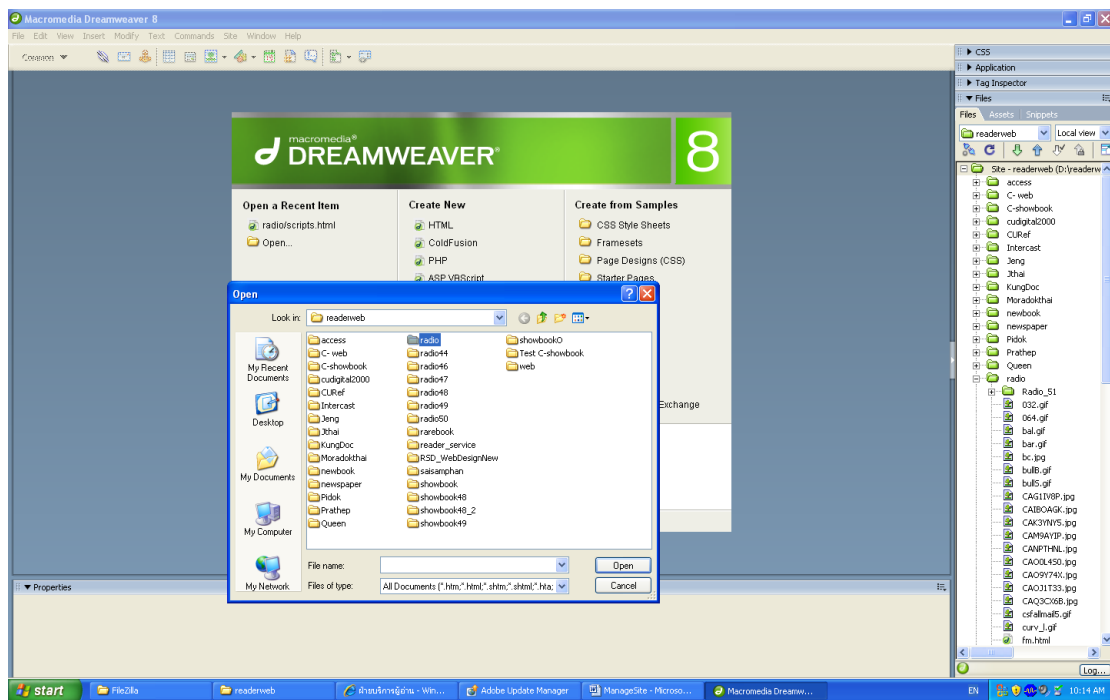 Macromedia Dreamweaver 8
File Edit View Insert Modify Text Commands Site Window Help
Common
CSS
Application
Tag Inspector
Files
Files Assets Snippets
readerweb Local view
Site - readerweb (D:\readerw
access
C- web
C-showbook
cudigital2000
CURef
Intercast
Jeng
Jthai
KungDoc
Moradokthai
newbook
newspaper
Pidok
Prathep
Queen
radio
Radio_51
032.gif
064.gif
bal.gif
bar.gif
bc.jpg
bullB.gif
bullS.gif
CAG1IV8P.jpg
CAIBOAGK.jpg
CAK3YNY5.jpg
CAM9AYIP.jpg
CANPTHNL.jpg
CAO0L4S0.jpg
CAO9Y74X.jpg
CAOJ1T33.jpg
CAQ3CX6B.jpg
csfallmail5.gif
curv_l.gif
fm.html
Log...
macromedia®
DREAMWEAVER®
8
Open a Recent Item
radio/scripts.html
Open...
Create New
HTML
ColdFusion
PHP
ASP VBScript
Create from Samples
CSS Style Sheets
Framesets
Page Designs (CSS)
Starter Pages
Exchange
Open
Look in: readerweb
My Recent Documents
Desktop
My Documents
My Computer
My Network
access
C- web
C-showbook
cudigital2000
CURef
Intercast
Jeng
Jthai
KungDoc
Moradokthai
newbook
newspaper
Pidok
Prathep
Queen
radio
radio44
radio46
radio47
radio48
radio49
radio50
rarebook
reader_service
RSD_WebDesignNew
saisamphan
showbook
showbook48
showbook48_2
showbook49
showbookO
Test C-showbook
web
File name:
Open
Files of type: All Documents (*.htm;*.html;*.shtm;*.shtml;*.hta;
Cancel
Properties
start
FileZilla
readerweb
ฝ่ายบริการผู้อ่าน - Win...
Adobe Update Manager
ManageSite - Microso...
Macromedia Dreamw...
EN
10:14 AM